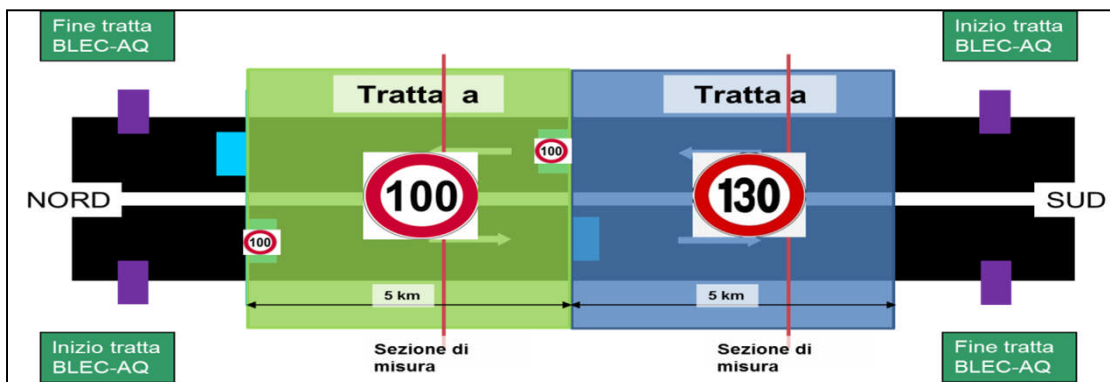 Fine tratta
BLEC-AQ
Inizio tratta
BLEC-AQ
Tratta a
Tratta a
100
100
130
NORD
SUD
100
5 km
5 km
Inizio tratta
BLEC-AQ
Sezione di
misura
Sezione di
misura
Fine tratta
BLEC-AQ